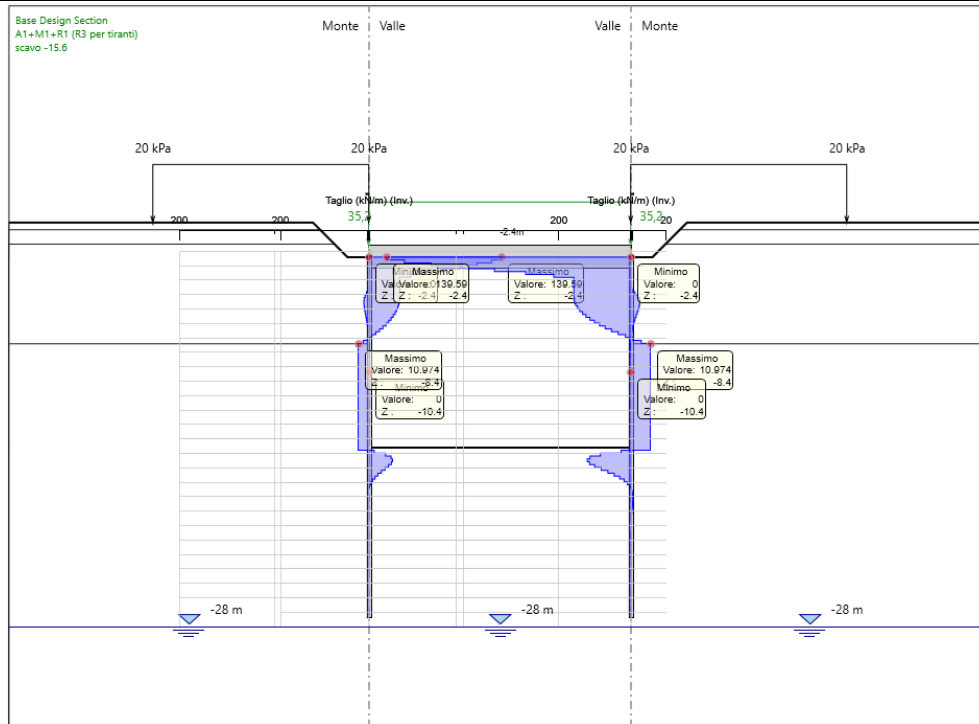 Base Design Section
A1+M1+R1 (R3 per tiranti)
scavo -15.6
Monte Valle
Valle Monte
20 kPa
20 kPa
20 kPa
20 kPa
Taglio (kN/m) (Inv.)
Taglio (kN/m) (Inv.)
35,2
35,2
200
200
200
20
-2.4m
Massimo
Valore: 139.59
Z : -2.4
Massimo
Valore: 139.59
Z : -2.4
Minimo
Valore: 0
Z : -2.4
Massimo
Valore: 10.974
Z : -8.4
Minimo
Valore: 0
Z : -10.4
Massimo
Valore: 10.974
-8.4
Minimo
Valore: 0
Z : -10.4
-28 m
-28 m
-28 m